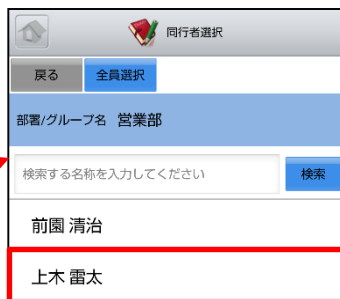 同行者選択
戻る 全員選択
部署/グループ名 営業部
検索する名称を入力してください 検索
前園 清治
上木 雷太